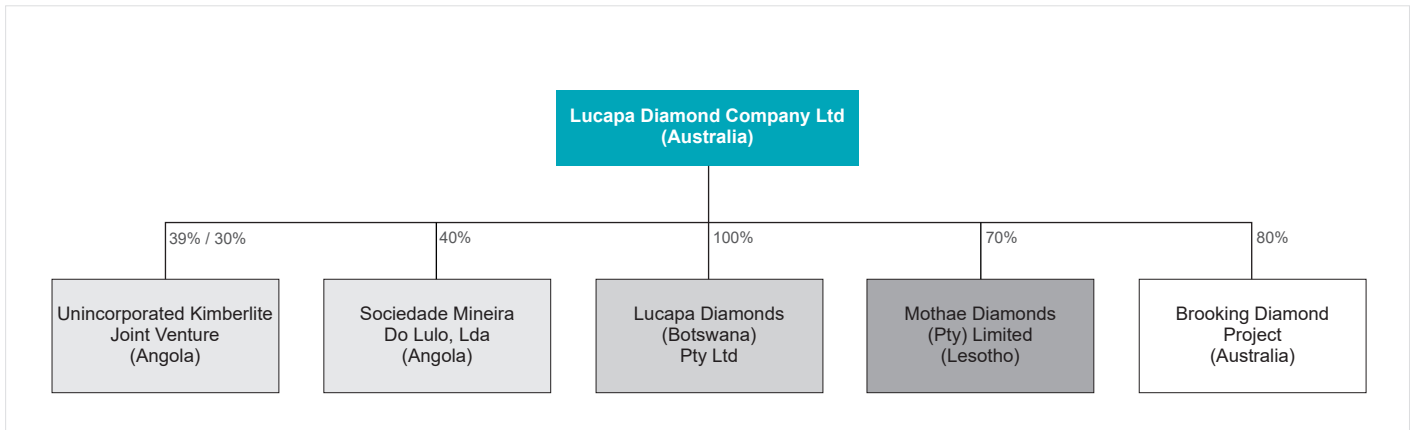 Lucapa Diamond Company Ltd
(Australia)
39% / 30%
40%
100%
70%
80%
Unincorporated Kimberlite
Joint Venture
(Angola)
Sociedade Mineira
Do Lulo, Lda
(Angola)
Lucapa Diamonds
(Botswana)
Pty Ltd
Mothae Diamonds
(Pty) Limited
(Lesotho)
Brooking Diamond
Project
(Australia)